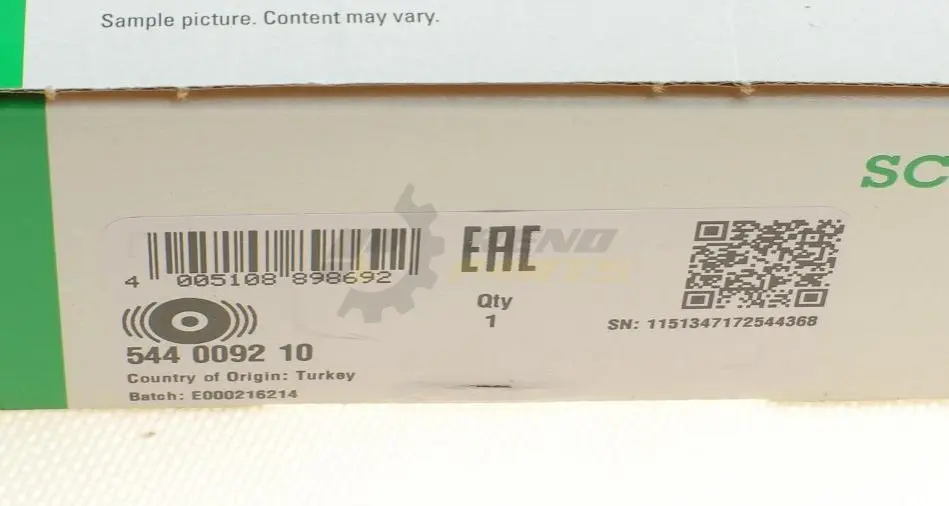 Sample picture. Content may vary.
SC
4 005108 898692
EAC
Qty
1
SN: 1151347172544368
544 0092 10
Country of Origin: Turkey
Batch: E000216214